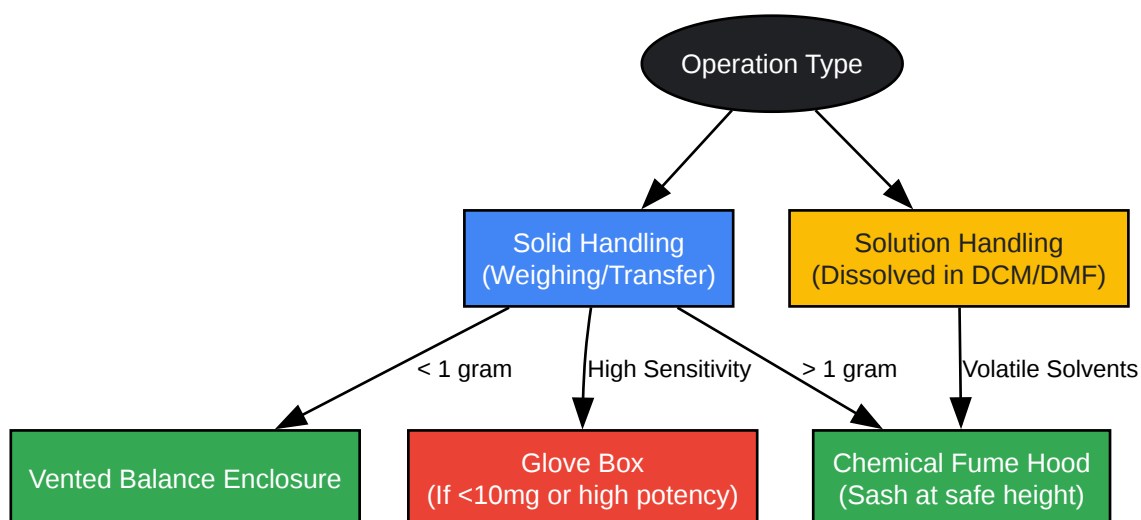 Operation Type
Solid Handling
(Weighing/Transfer)
Solution Handling
(Dissolved in DCM/DMF)
< 1 gram
High Sensitivity
> 1 gram
Volatile Solvents
Vented Balance Enclosure
Glove Box
(If <10mg or high potency)
Chemical Fume Hood
(Sash at safe height)